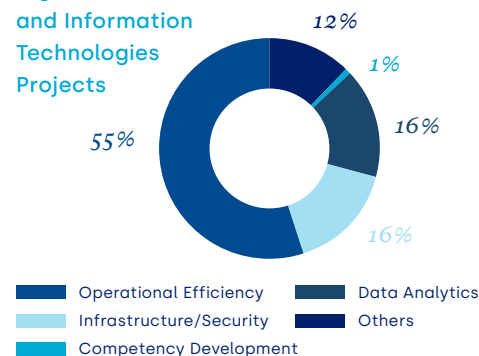 and Information
Technologies
Projects
12%
1%
16%
55%
16%
Operational Efficiency
Data Analytics
Infrastructure/Security
Others
Competency Development